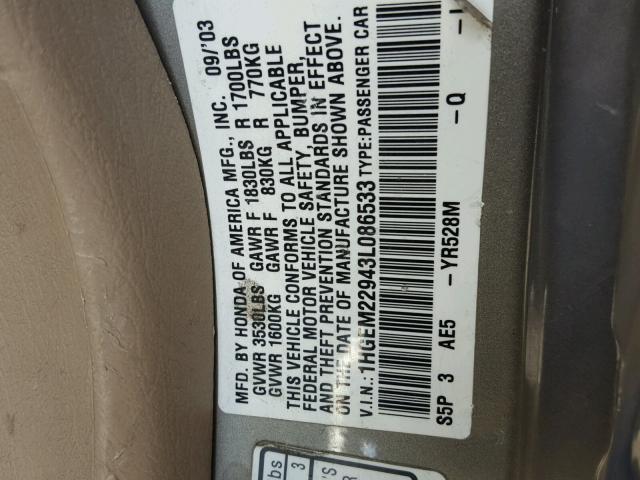 MFD. BY HONDA OF AMERICA MFG., INC. 09/'03
GVWR 3530LBS GAWR F 1830LBS R 1700LBS
GVWR 1600KG GAWR F 830KG R 770KG
THIS VEHICLE CONFORMS TO ALL APPLICABLE
FEDERAL MOTOR VEHICLE SAFETY, BUMPER,
AND THEFT PREVENTION STANDARDS IN EFFECT
ON THE DATE OF MANUFACTURE SHOWN ABOVE.
V.I.N.: 1HGEM22943L086533 TYPE:PASSENGER CAR
S5P 3 AE5 -YR528M -Q -
lbs 3
'S
R